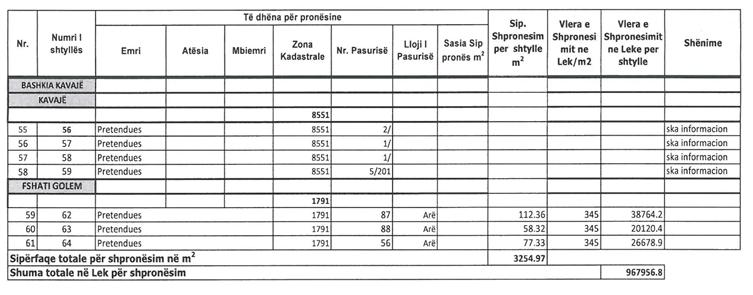 Të dhëna për pronësine
Nr. Numri I shtyllës Emri Atësia Mbiemri Zona Kadastrale Nr. Pasurisë Lloji I Pasurisë Sasia Sip pronës m² Sip. Shpronesim per shtylle m² Vlera e Shpronesi mit ne Lek/m2 Vlera e Shpronesimit ne Leke per shtylle Shënime
BASHKIA KAVAJË
KAVAJË
8551
55 56 Pretendues 8551 2/ ska informacion
56 57 Pretendues 8551 1/ ska informacion
57 58 Pretendues 8551 1/ ska informacion
58 59 Pretendues 8551 5/201 ska informacion
FSHATI GOLEM
1791
59 62 Pretendues 1791 87 Arë 112.36 345 38764.2
60 63 Pretendues 1791 88 Arë 58.32 345 20120.4
61 64 Pretendues 1791 56 Arë 77.33 345 26678.9
Sipërfaqe totale për shpronësim në m² 3254.97
Shuma totale në Lek për shpronësim 967956.8